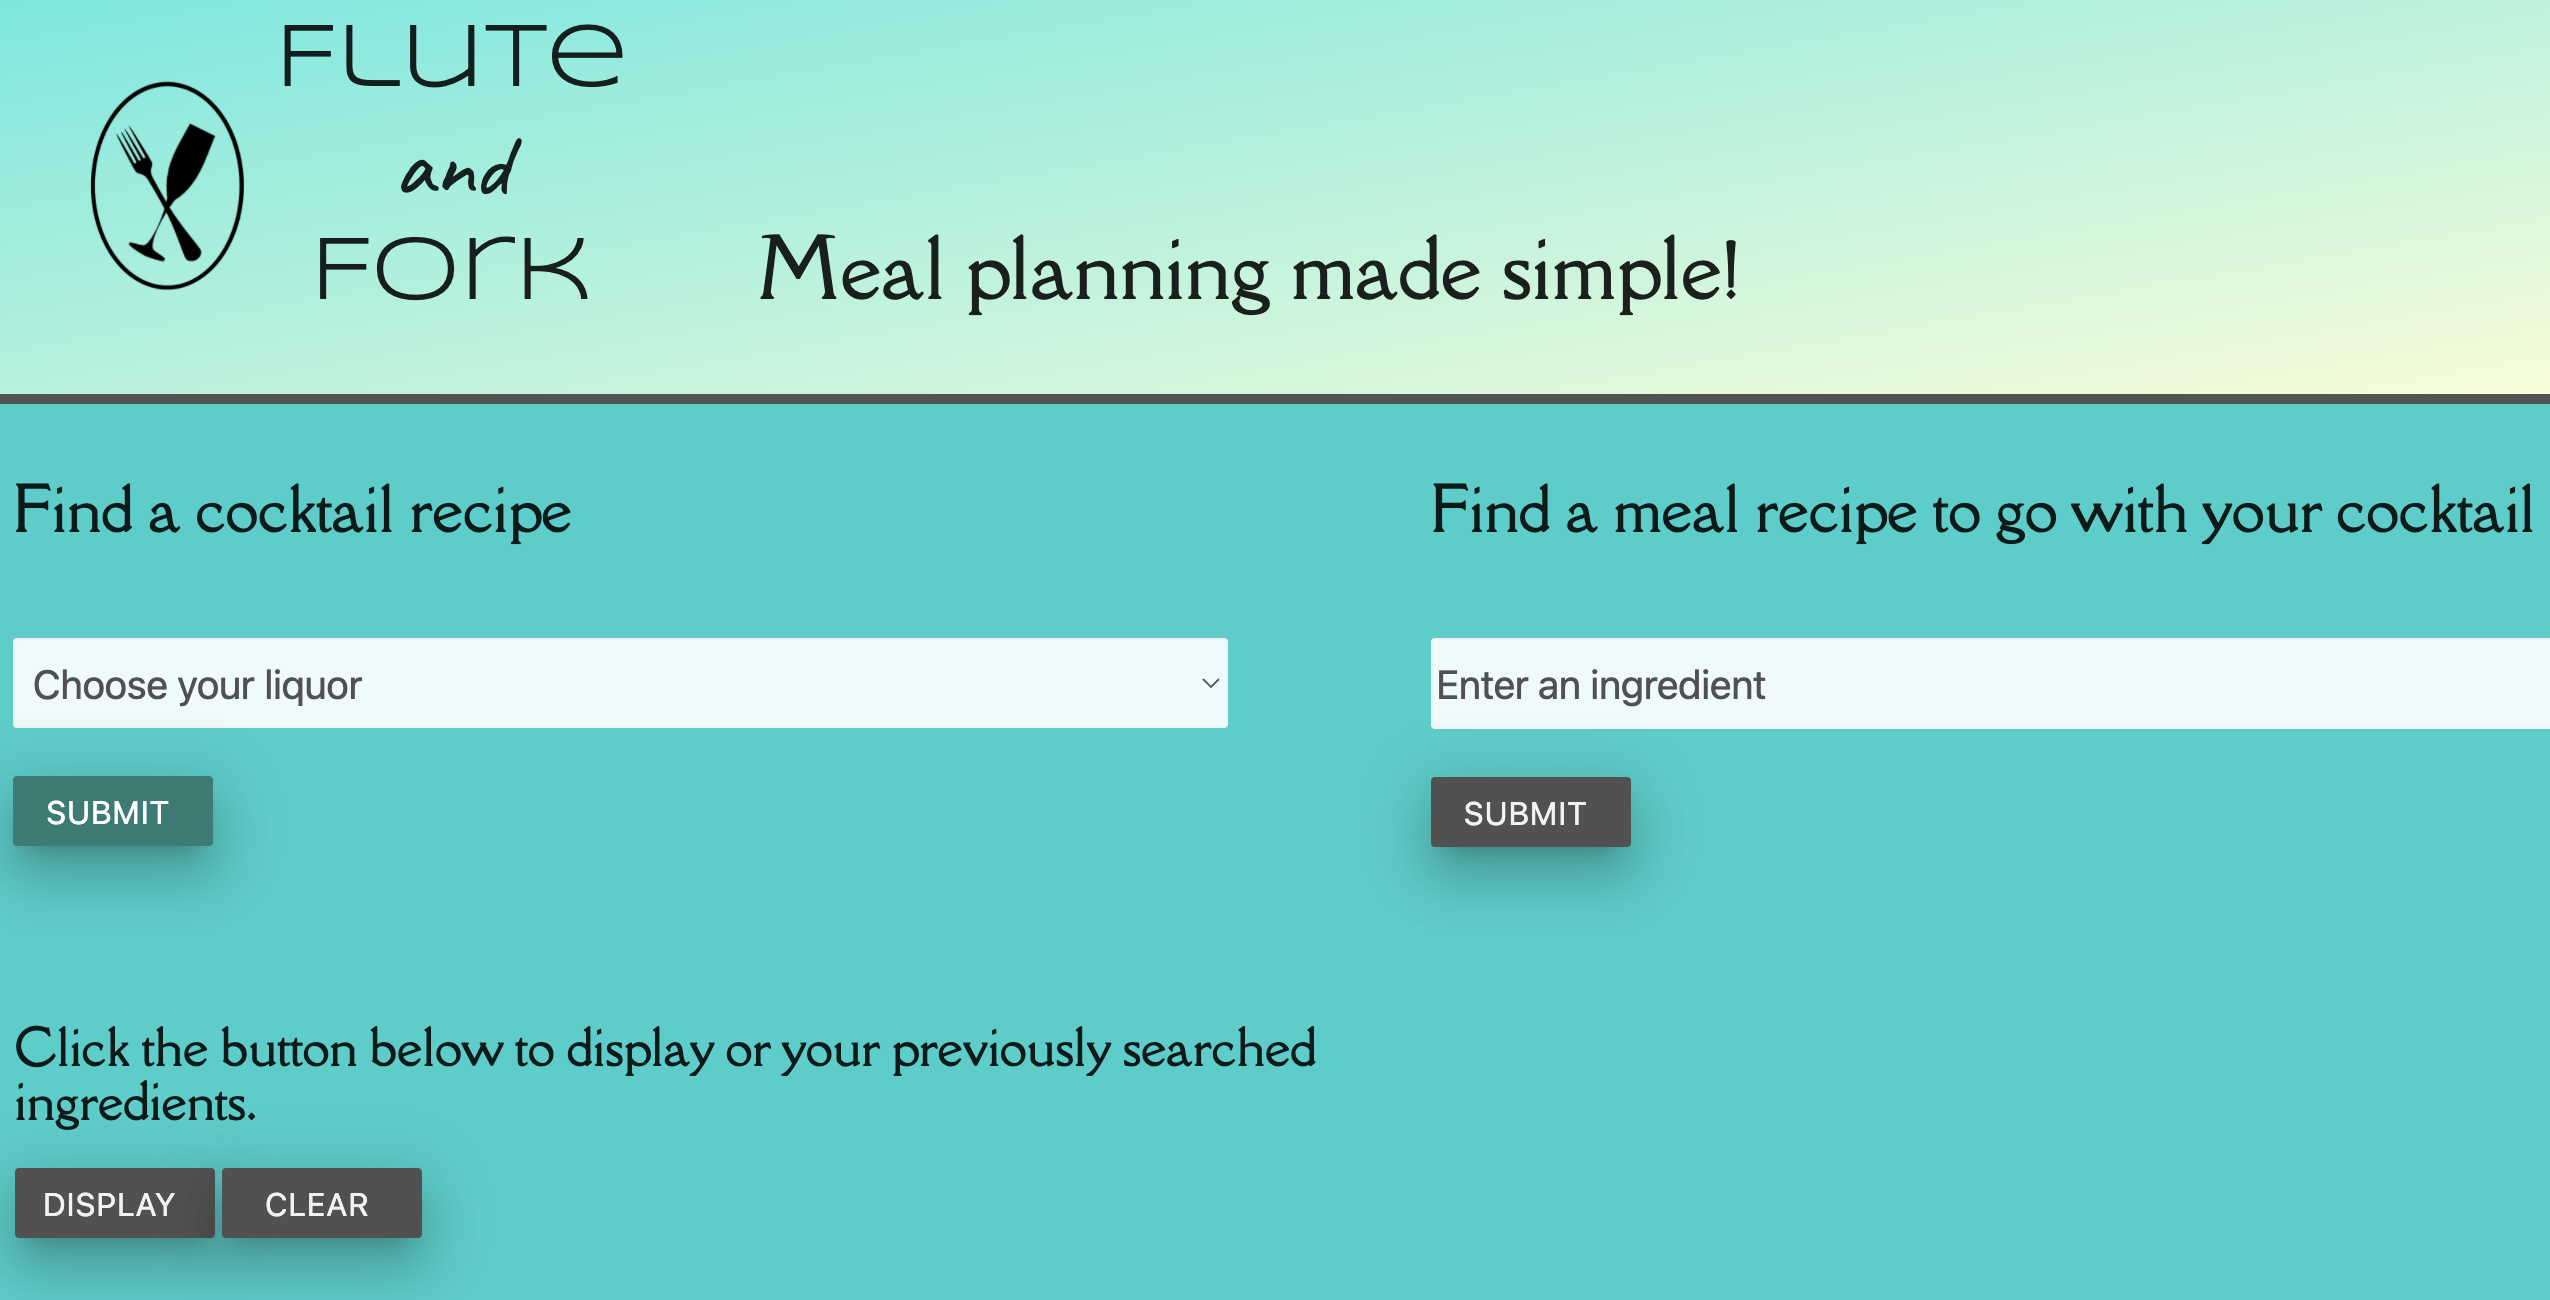 FLUTe
and
FOrK
Meal planning made simple!
Find a cocktail recipe
Choose your liquor
SUBMIT
Find a meal recipe to go with your cocktail
Enter an ingredient
SUBMIT
Click the button below to display or your previously searched
ingredients.
DISPLAY
CLEAR